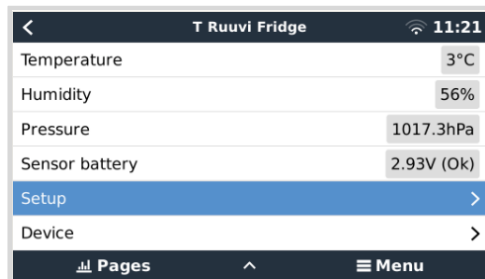 T Ruuvi Fridge 11:21
Temperature 3°C
Humidity 56%
Pressure 1017.3hPa
Sensor battery 2.93V (Ok)
Setup
Device
Pages Menu